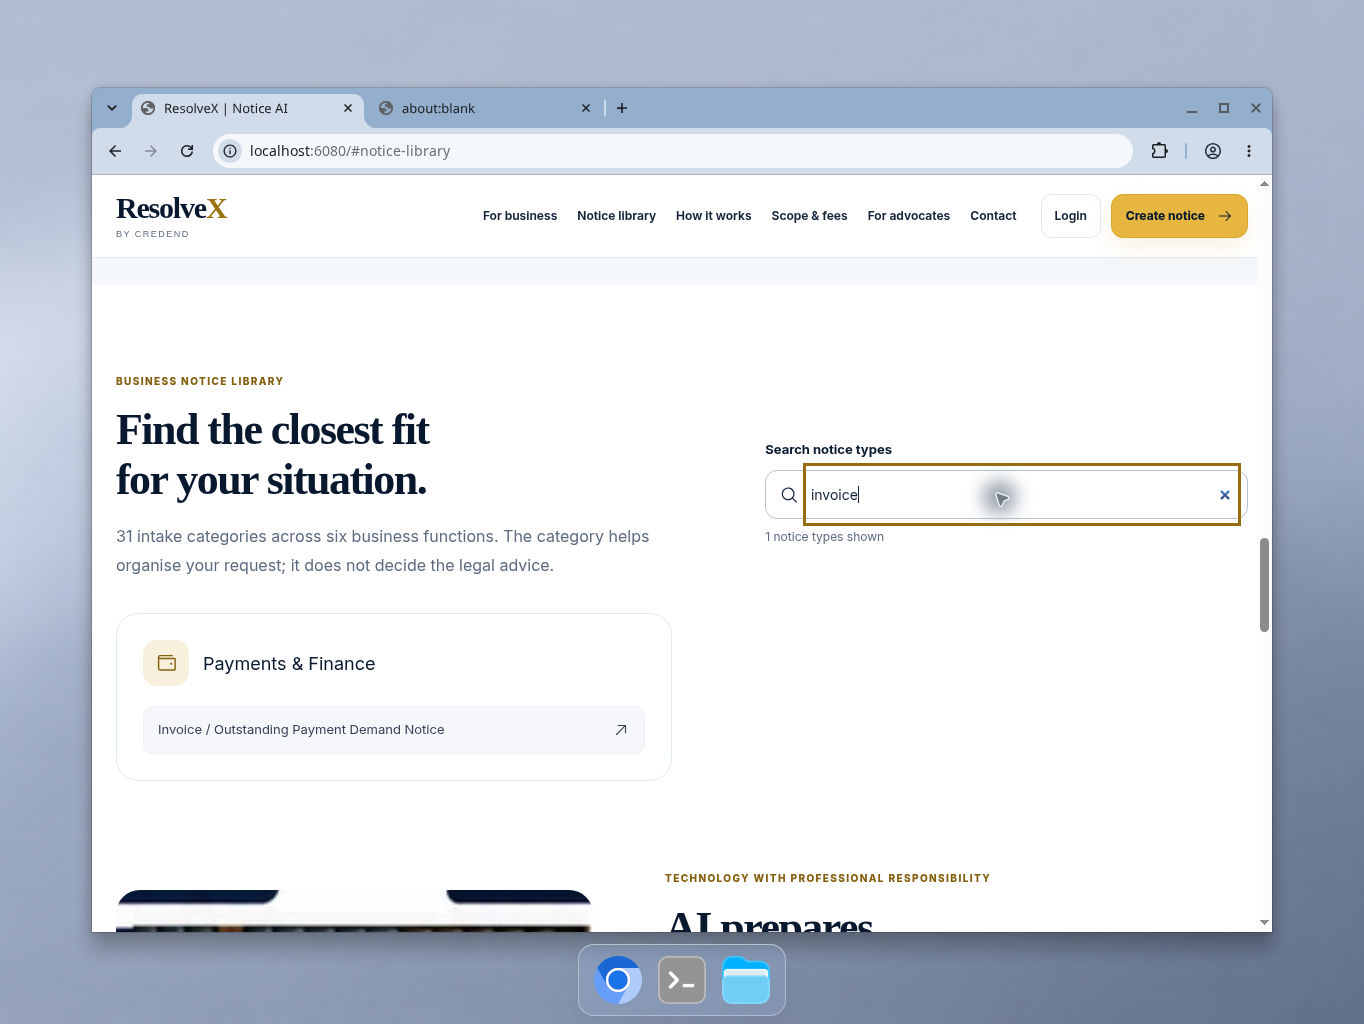 ResolveX | Notice AI
about:blank
localhost:6080/#notice-library
ResolveX
BY CREDEND
For business
Notice library
How it works
Scope & fees
For advocates
Contact
Login
Create notice
BUSINESS NOTICE LIBRARY
Find the closest fit
for your situation.
31 intake categories across six business functions. The category helps
organise your request; it does not decide the legal advice.
Search notice types
invoice
1 notice types shown
Payments & Finance
Invoice / Outstanding Payment Demand Notice
TECHNOLOGY WITH PROFESSIONAL RESPONSIBILITY
AI prepares